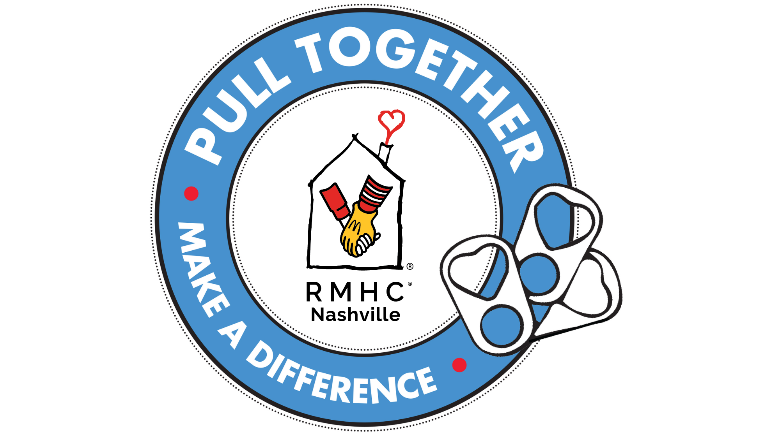 PULL TOGETHER
RMHC®
Nashville
MAKE A DIFFERENCE
®